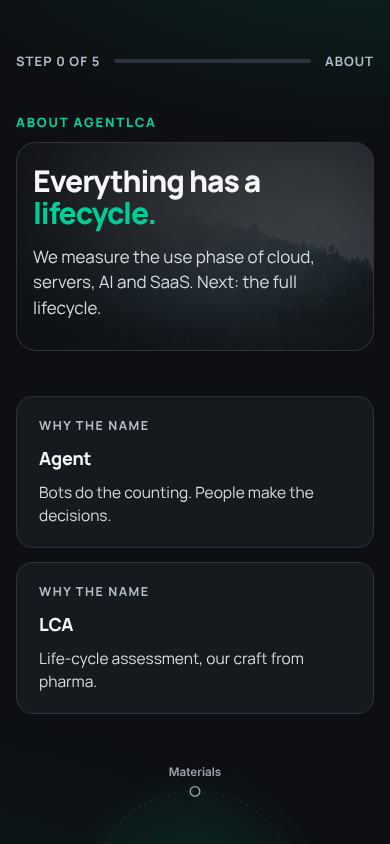 STEP 0 OF 5
ABOUT
ABOUT AGENTLCA
Everything has a
lifecycle.
We measure the use phase of cloud,
servers, AI and SaaS. Next: the full
lifecycle.
WHY THE NAME
Agent
Bots do the counting. People make the
decisions.
WHY THE NAME
LCA
Life-cycle assessment, our craft from
pharma.
Materials